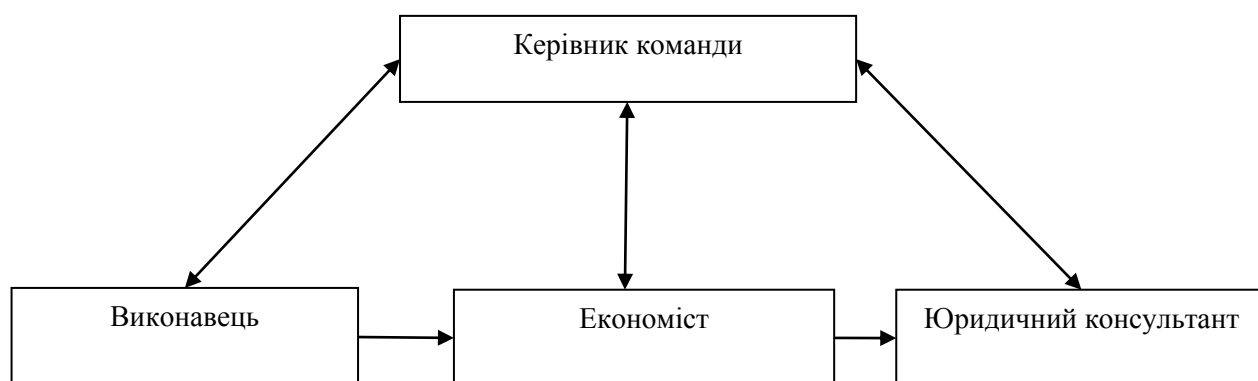 Керівник команди
Виконавець
Економіст
Юридичний консультант